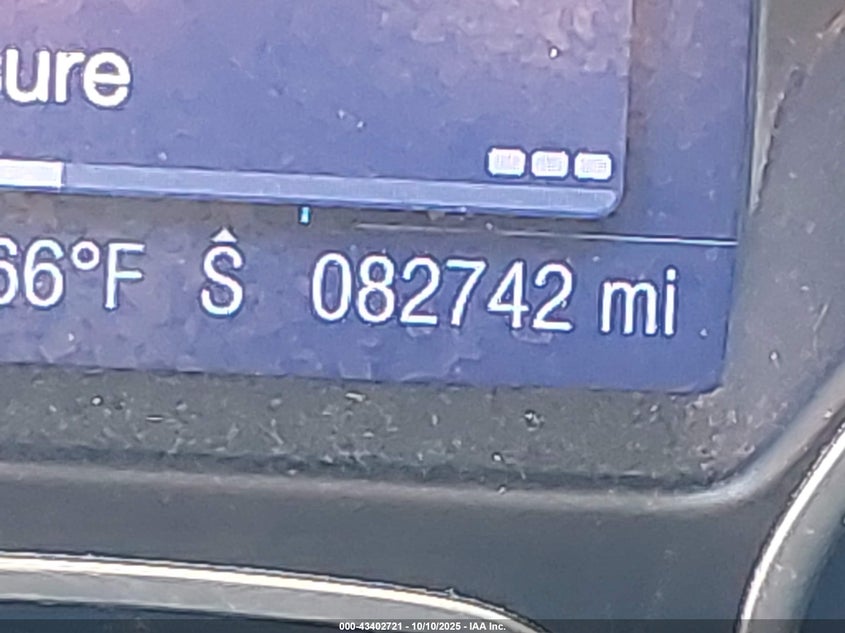 ure
66°F Ŝ 082742 mi
000-43402721 - 10/10/2025 - IAA Inc.